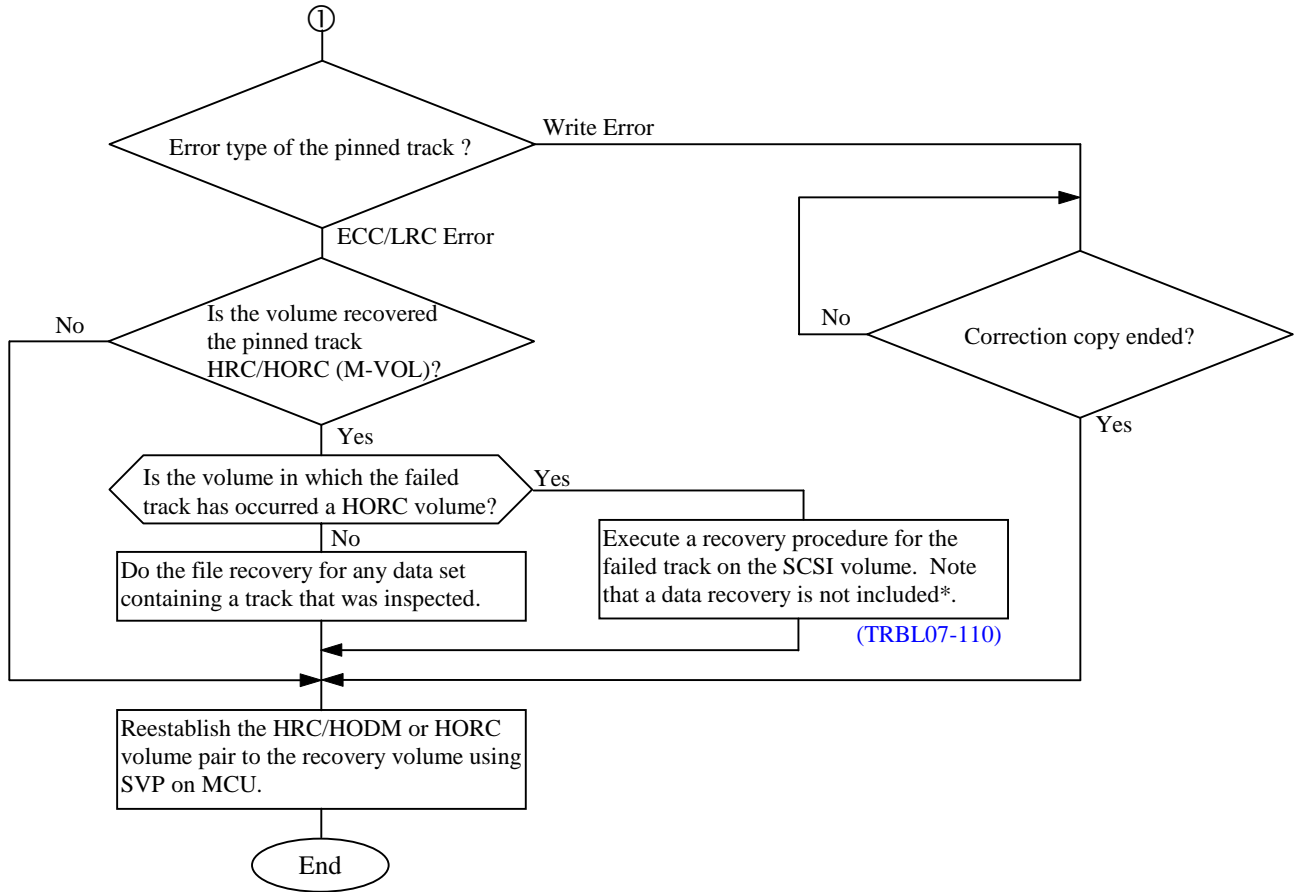 1
Error type of the pinned track ?
Write Error
ECC/LRC Error
Is the volume recovered
the pinned track
HRC/HORC (M-VOL)?
No
Yes
No
Correction copy ended?
Yes
Is the volume in which the failed
track has occurred a HORC volume?
Yes
No
Do the file recovery for any data set
containing a track that was inspected.
Execute a recovery procedure for the
failed track on the SCSI volume. Note
that a data recovery is not included*.
(TRBL07-110)
Reestablish the HRC/HODM or HORC
volume pair to the recovery volume using
SVP on MCU.
End